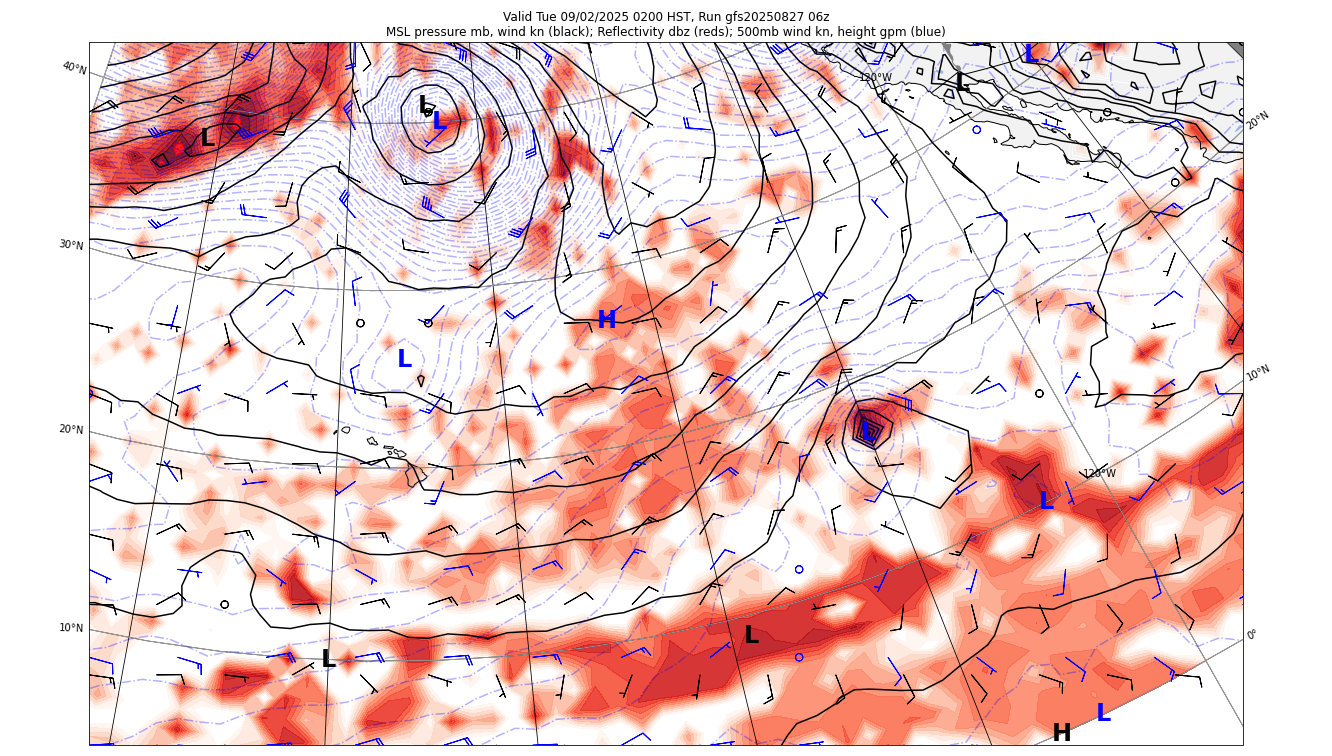 Valid Tue 09/02/2025 0200 HST, Run gfs20250827 06z
MSL pressure mb, wind kn (black); Reflectivity dbz (reds); 500mb wind kn, height gpm (blue)
L
L
40°N
120°W
L
L
L
20°N
L
30°N
H
L
10°N
20°N
L
120°W
L
10°N
L
0°
L
L
H